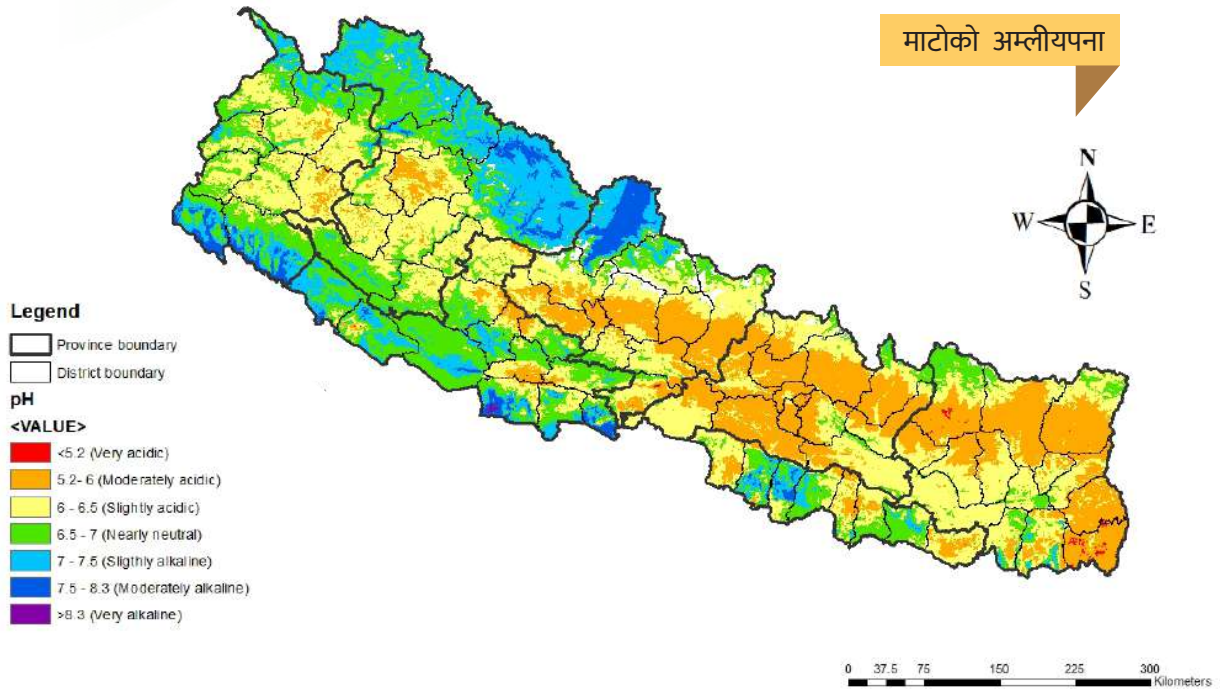 माटोको अम्लीयपना
N
W E
S
Legend
Province boundary
District boundary
pH
<VALUE>
<5.2 (Very acidic)
5.2- 6 (Moderately acidic)
6 - 6.5 (Slightly acidic)
6.5 - 7 (Nearly neutral)
7 - 7.5 (Sligthly alkaline)
7.5 - 8.3 (Moderately alkaline)
>8.3 (Very alkaline)
0 37.5 75 150 225 300
Kilometers